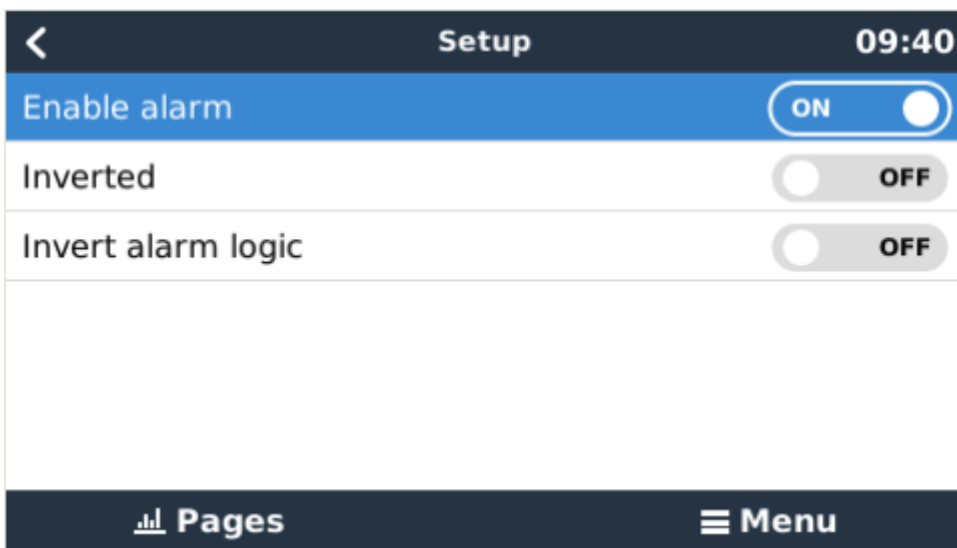 Setup 09:40
Enable alarm ON
Inverted OFF
Invert alarm logic OFF
Pages Menu